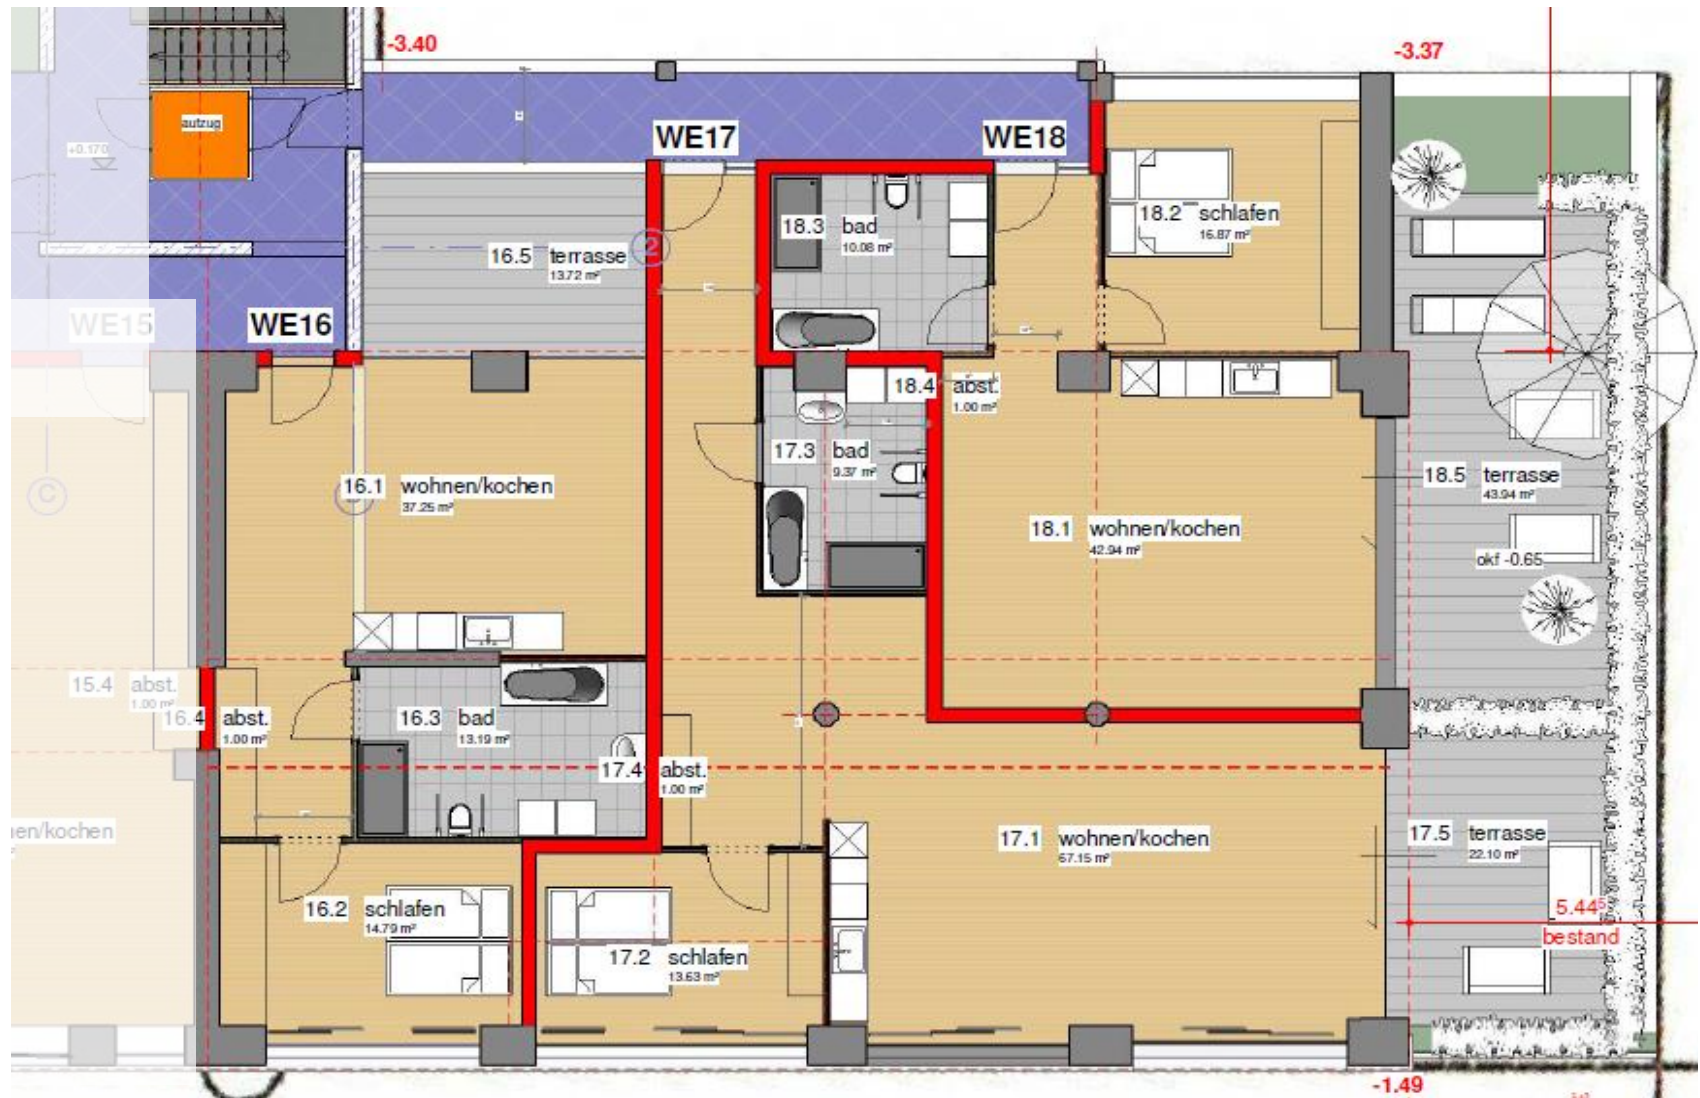 -3.40
-3.37
aufzug
+0.170
WE17
WE18
18.3 bad
10.08 m²
18.2 schlafen
16.87 m²
16.5 terrasse
13.72 m²
2
WE15
WE16
18.4 abst.
1.00 m²
17.3 bad
9.37 m²
C
16.1 wohnen/kochen
37.25 m²
18.5 terrasse
43.94 m²
18.1 wohnen/kochen
42.94 m²
okf -0.65
15.4 abst.
1.00 m²
16.4 abst.
1.00 m²
16.3 bad
13.19 m²
17.4 abst.
1.00 m²
en/kochen
17.1 wohnen/kochen
67.15 m²
17.5 terrasse
22.10 m²
16.2 schlafen
14.79 m²
5.44⁵
bestand
17.2 schlafen
13.63 m²
-1.49